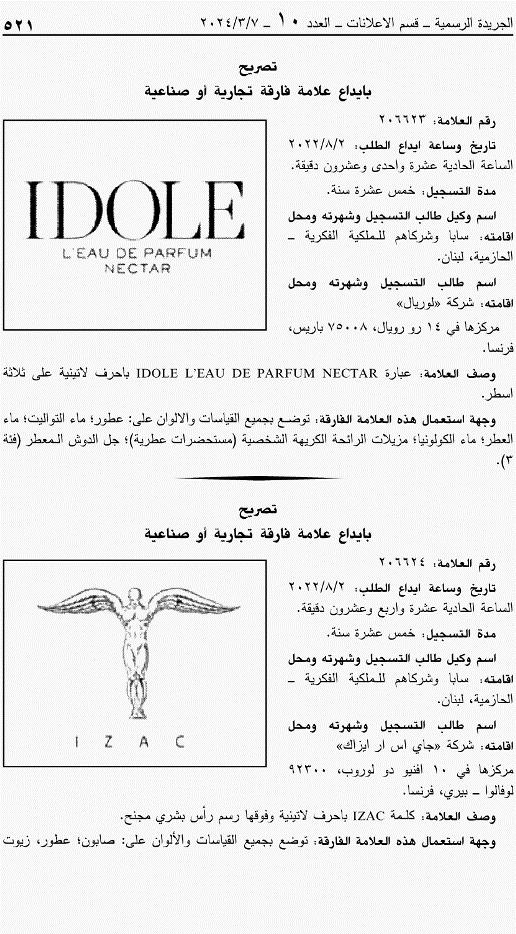 الجريدة الرسمية ـ قسم الاعلانات ـ العدد ١٠ ـ ٢٠٢٤/٣/٧
٥٢١
تصريح
بايداع علامة فارقة تجارية أو صناعية
رقم العلامة: ٢٠٦٦٢٣
تاريخ وساعة ايداع الطلب: ٢٠٢٢/٨/٢
الساعة الحادية عشرة واحدى وعشرون دقيقة.
مدة التسجيل: خمس عشرة سنة.
اسم وكيل طالب التسجيل وشهرته ومحل
اقامته: سابا وشركاهم للملكية الفكرية ـ
الحازمية، لبنان.
اسم طالب التسجيل وشهرته ومحل
اقامته: شركة «لوريال»
مركزها في ١٤ رو رويال، ٧٥٠٠٨ باريس،
فرنسا.
IDOLE
L'EAU DE PARFUM
NECTAR
وصف العلامة: عبارة IDOLE L'EAU DE PARFUM NECTAR باحرف لاتينية على ثلاثة
اسطر.
وجهة استعمال هذه العلامة الفارقة: توضع بجميع القياسات والالوان على: عطور؛ ماء التواليت؛ ماء
العطر؛ ماء الكولونيا؛ مزيلات الرائحة الكريهة الشخصية (مستحضرات عطرية)؛ جل الدوش المعطر (فئة
٣).
تصريح
بايداع علامة فارقة تجارية أو صناعية
رقم العلامة: ٢٠٦٦٢٤
تاريخ وساعة ايداع الطلب: ٢٠٢٢/٨/٢
الساعة الحادية عشرة واربع وعشرون دقيقة.
مدة التسجيل: خمس عشرة سنة.
اسم وكيل طالب التسجيل وشهرته ومحل
اقامته: سابا وشركاهم للملكية الفكرية ـ
الحازمية، لبنان.
اسم طالب التسجيل وشهرته ومحل
اقامته: شركة «جاي اس ار ايزاك»
مركزها في ١٠ افنيو دو لوروب، ٩٢٣٠٠
لوفالوا ـ بيري، فرنسا.
I Z A C
وصف العلامة: كلمة IZAC باحرف لاتينية وفوقها رسم رأس بشري مجنح.
وجهة استعمال هذه العلامة الفارقة: توضع بجميع القياسات والألوان على: صابون؛ عطور، زيوت